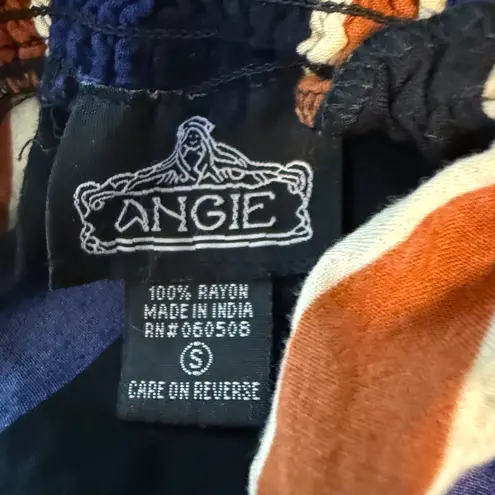 ANGIE
100% RAYON
MADE IN INDIA
RN#060508
S
CARE ON REVERSE